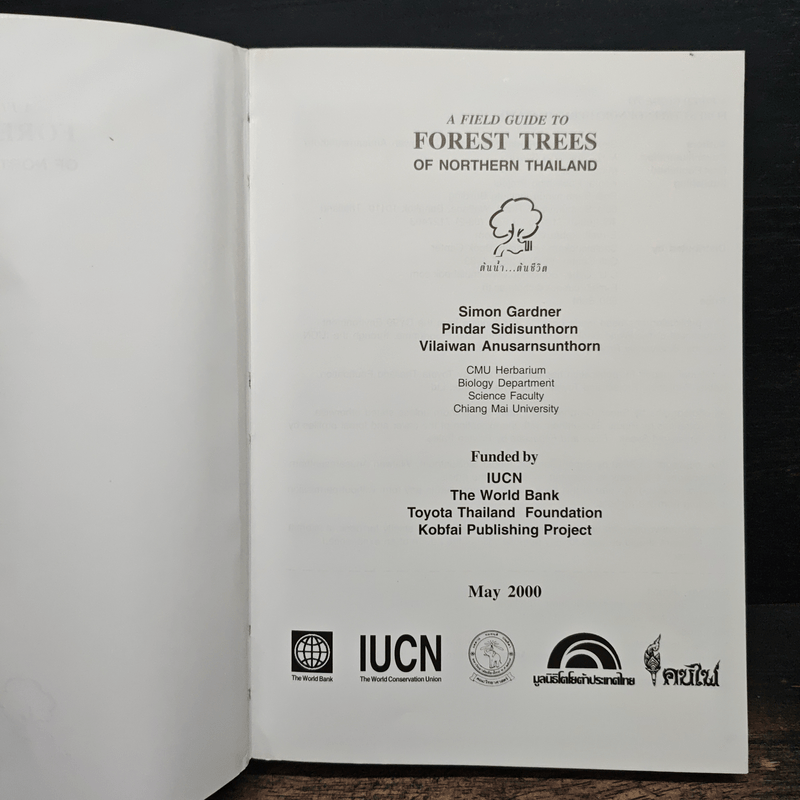 A FIELD GUIDE TO
FOREST TREES
OF NORTHERN THAILAND
ต้นน้ำ...ต้นชีวิต
Simon Gardner
Pindar Sidisunthorn
Vilaiwan Anusarnsunthorn
CMU Herbarium
Biology Department
Science Faculty
Chiang Mai University
Funded by
IUCN
The World Bank
Toyota Thailand Foundation
Kobfai Publishing Project
May 2000
The World Bank
IUCN
The World Conservation Union
มูลนิธิโตโยต้าประเทศไทย
คบไฟ